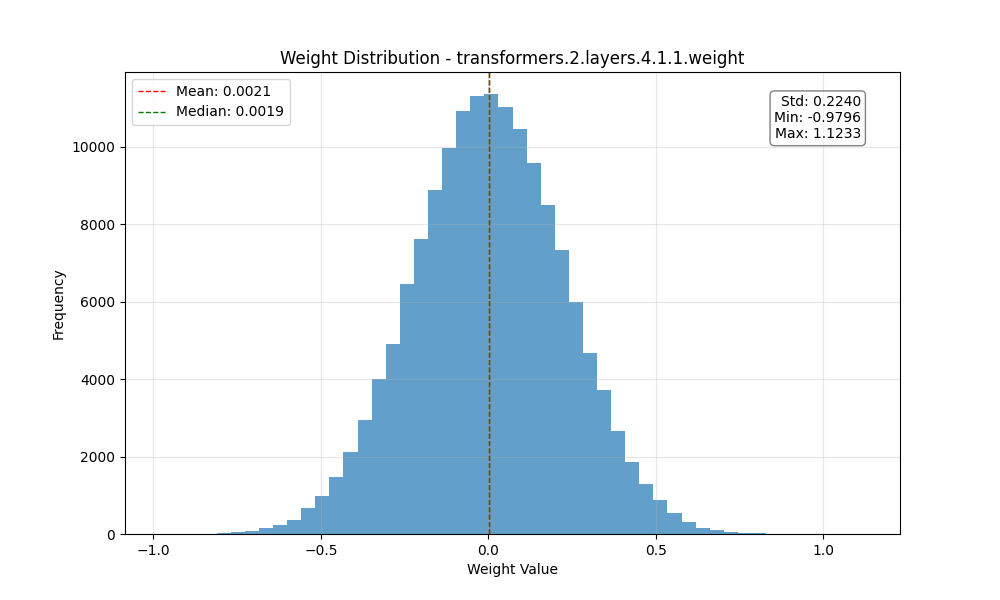 Weight Distribution - transformers.2.layers.4.1.1.weight
Mean: 0.0021
Median: 0.0019
Std: 0.2240
Min: -0.9796
Max: 1.1233
Frequency
10000
8000
6000
4000
2000
0
−1.0
−0.5
0.0
0.5
1.0
Weight Value